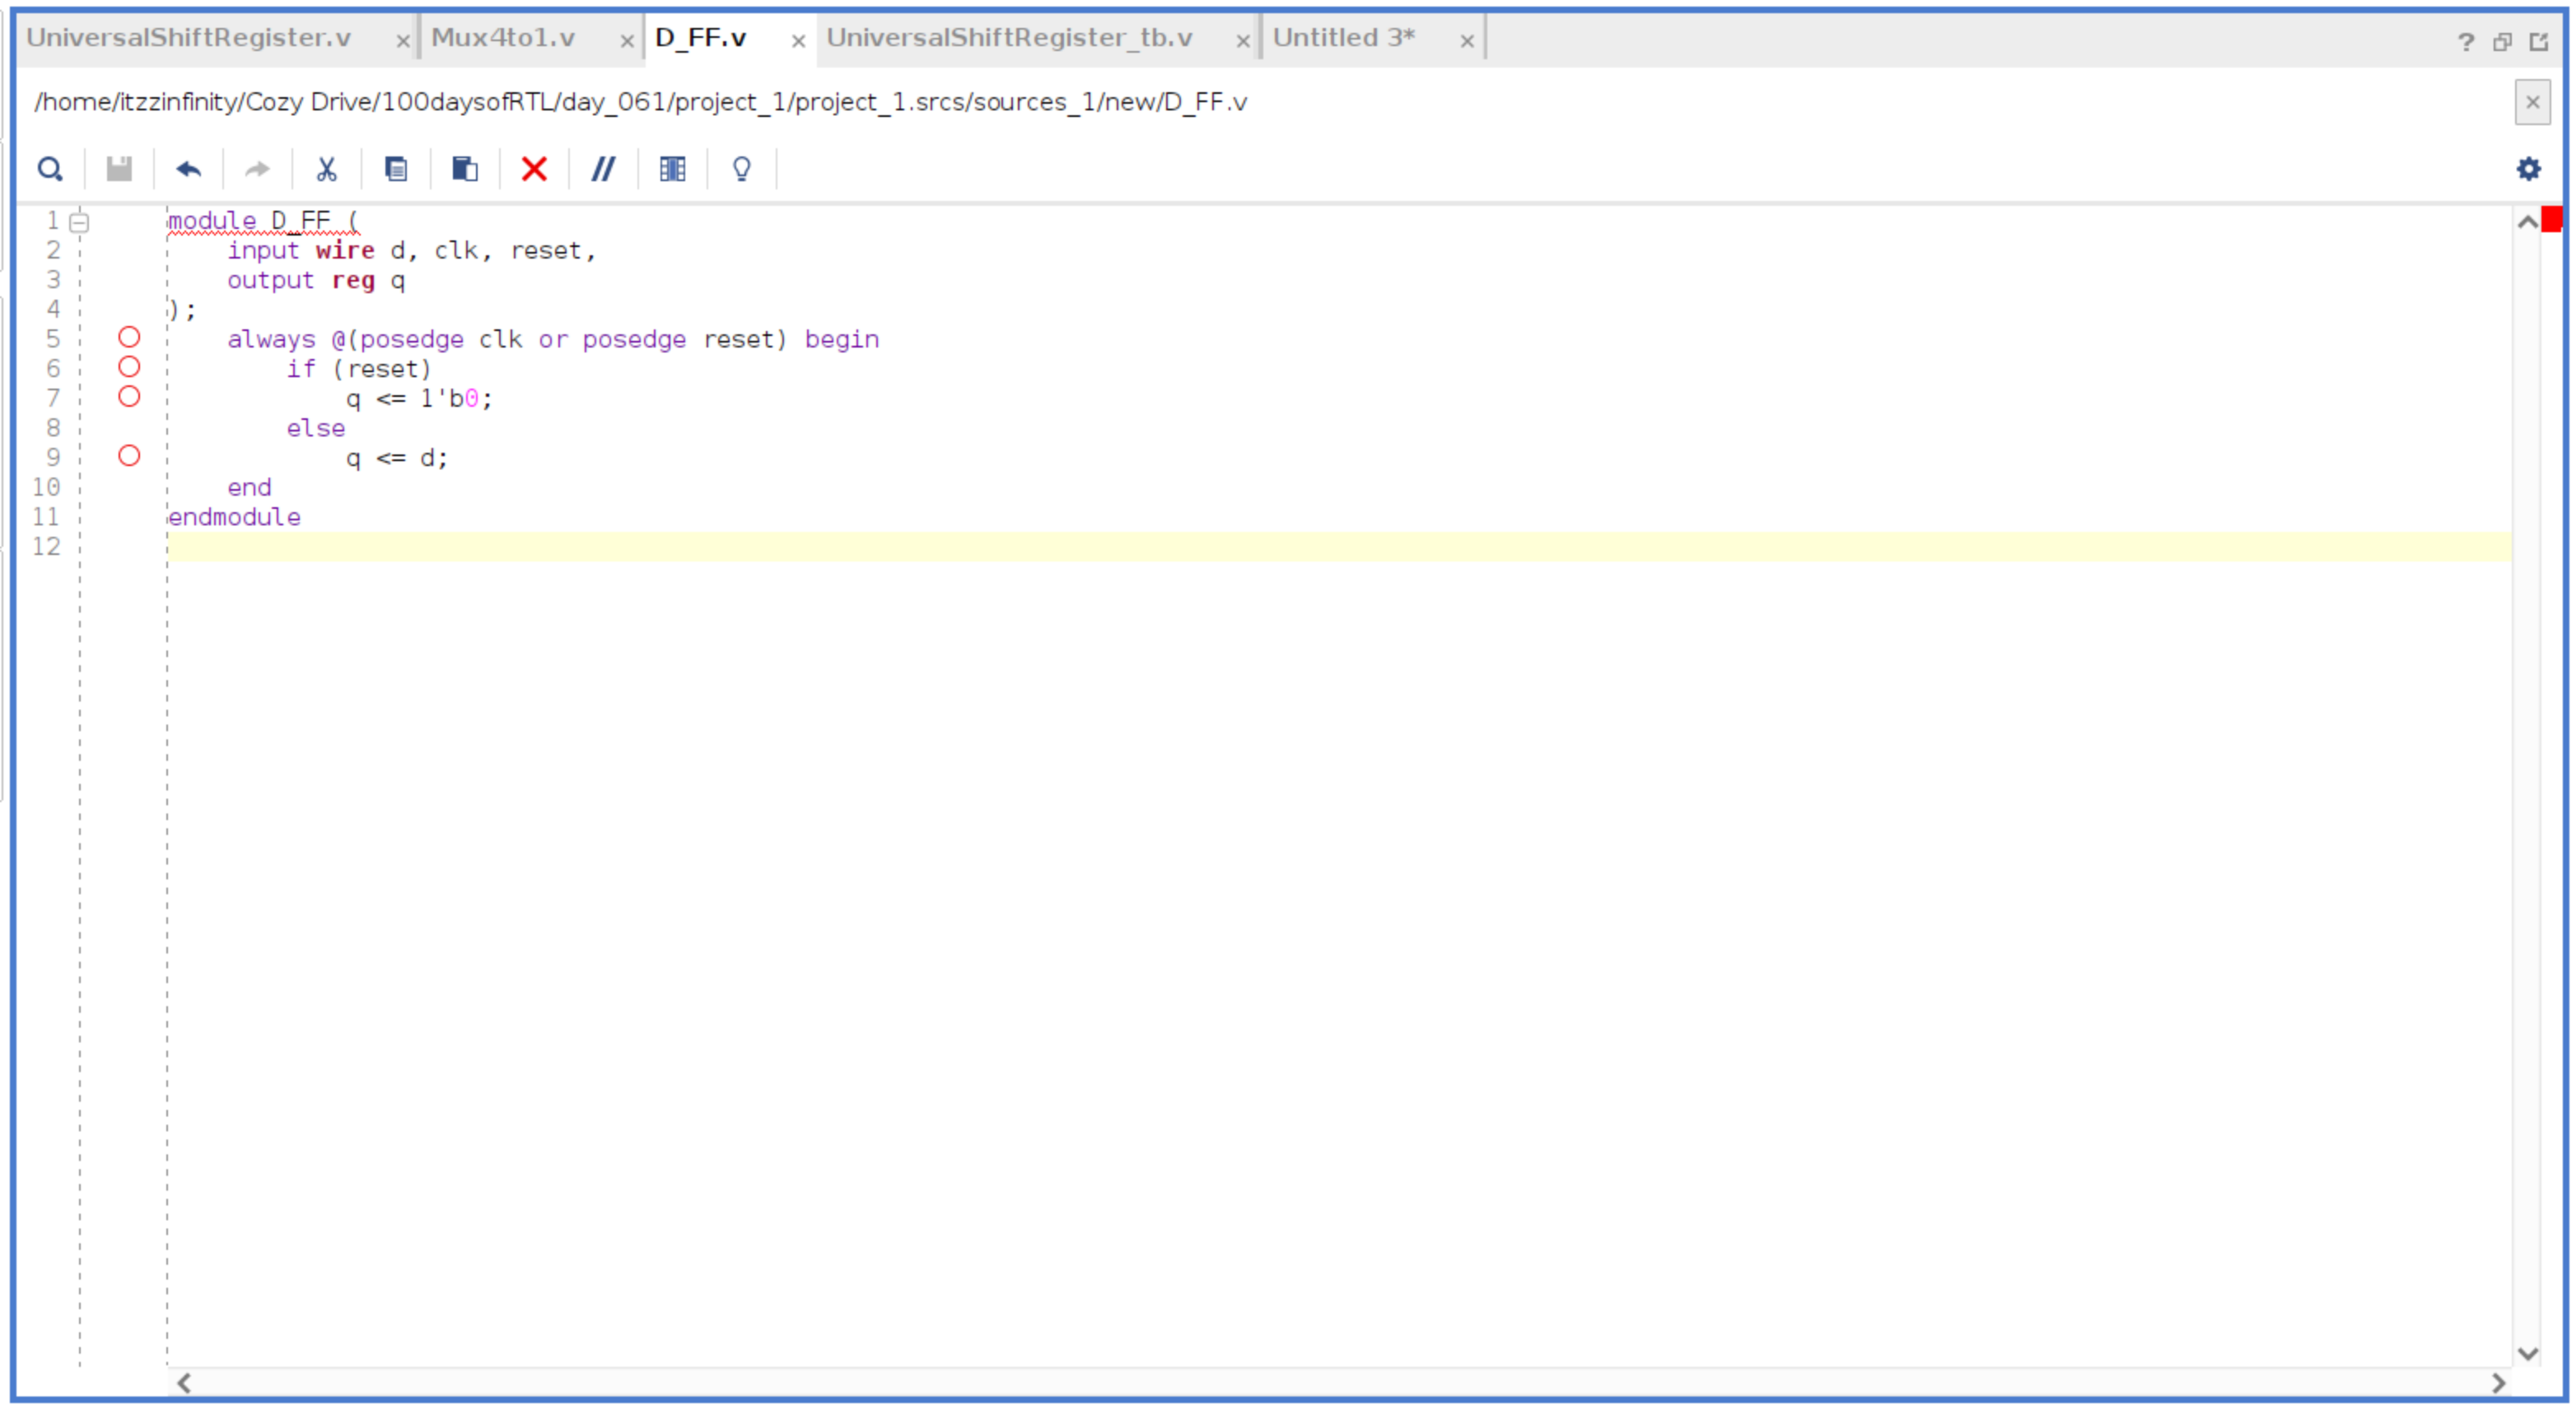 UniversalShiftRegister.v × Mux4to1.v × D_FF.v × UniversalShiftRegister_tb.v × Untitled 3* × ?
/home/itzzinfinity/Cozy Drive/100daysofRTL/day_061/project_1/project_1.srcs/sources_1/new/D_FF.v ×
1 module D_FF (
2     input wire d, clk, reset,
3     output reg q
4 );
5     always @(posedge clk or posedge reset) begin
6         if (reset)
7             q <= 1'b0;
8         else
9             q <= d;
10     end
11 endmodule
12